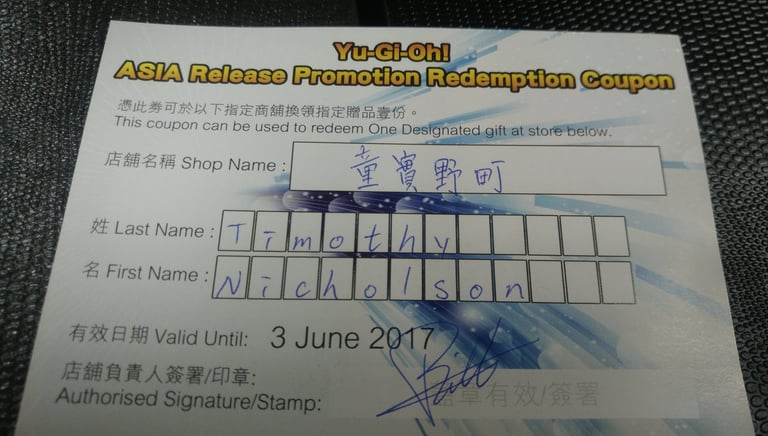 Yu-Gi-Oh!
ASIA Release Promotion Redemption Coupon
憑此券可於以下指定商舖換領指定贈品壹份。
This coupon can be used to redeem One Designated gift at store below.
店舖名稱 Shop Name : 童實野町
姓 Last Name : Timothy
名 First Name : Nicholson
有效日期 Valid Until: 3 June 2017
店舖負責人簽署/印章:
Authorised Signature/Stamp: 章有效/簽署